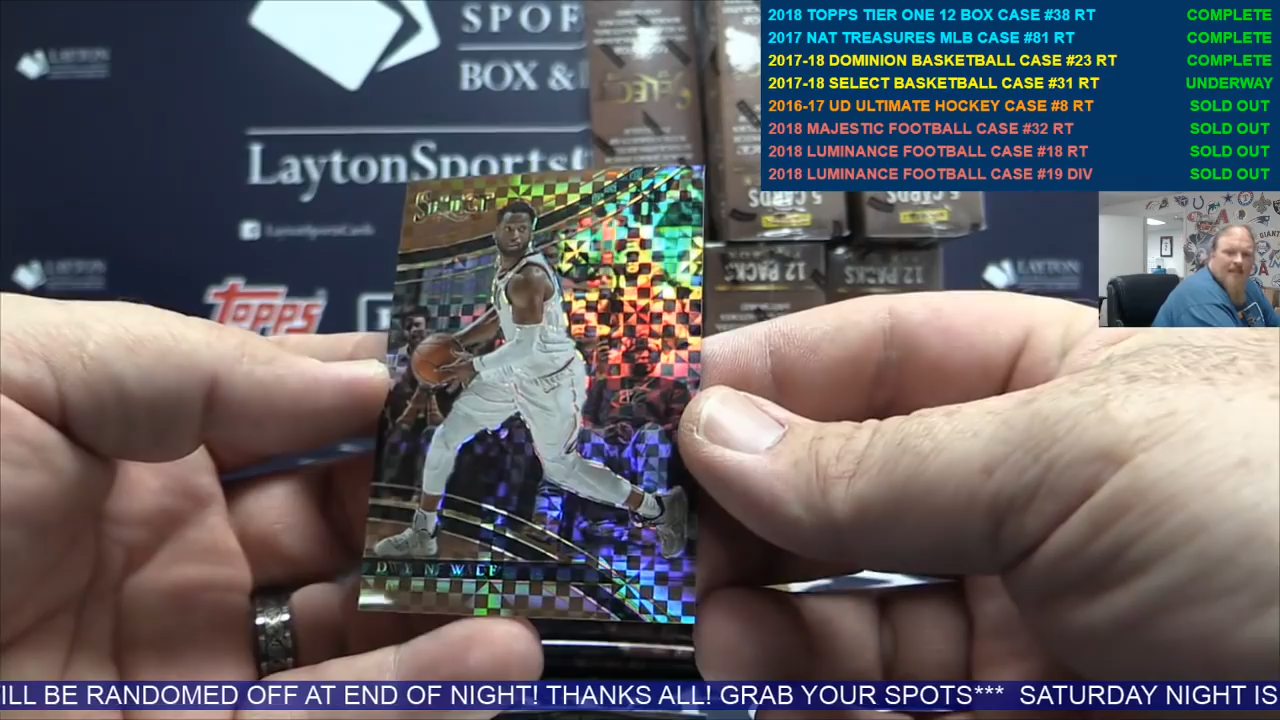 SPOR
BOX &
LaytonSports
LaytonSportsCards
LAYTON
LAYTON
LAYTON
TOPPS
SELECT
SELECT
5 CARDS
5 CARDS
12 PACKS
12 PACKS
DWYANE WADE
2018 TOPPS TIER ONE 12 BOX CASE #38 RT COMPLETE
2017 NAT TREASURES MLB CASE #81 RT COMPLETE
2017-18 DOMINION BASKETBALL CASE #23 RT COMPLETE
2017-18 SELECT BASKETBALL CASE #31 RT UNDERWAY
2016-17 UD ULTIMATE HOCKEY CASE #8 RT SOLD OUT
2018 MAJESTIC FOOTBALL CASE #32 RT SOLD OUT
2018 LUMINANCE FOOTBALL CASE #18 RT SOLD OUT
2018 LUMINANCE FOOTBALL CASE #19 DIV SOLD OUT
GIANTS
ILL BE RANDOMED OFF AT END OF NIGHT! THANKS ALL! GRAB YOUR SPOTS*** SATURDAY NIGHT IS